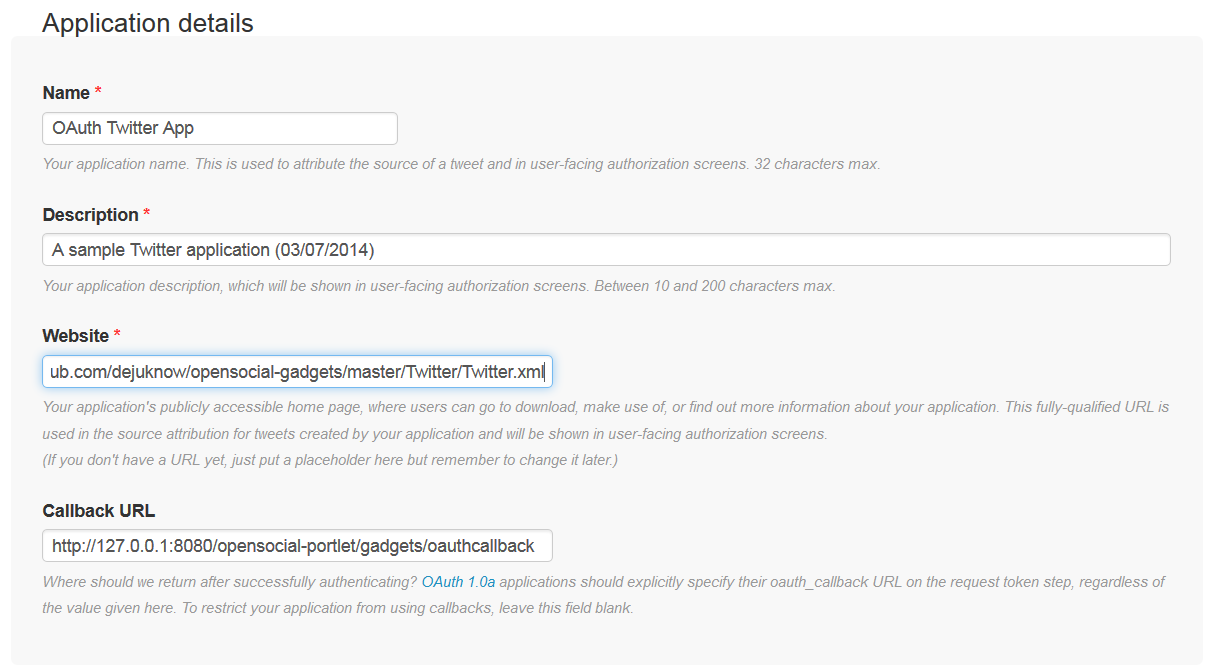 Application details
Name *
OAuth Twitter App
Your application name. This is used to attribute the source of a tweet and in user-facing authorization screens. 32 characters max.
Description *
A sample Twitter application (03/07/2014)
Your application description, which will be shown in user-facing authorization screens. Between 10 and 200 characters max.
Website *
ub.com/dejuknow/opensocial-gadgets/master/Twitter/Twitter.xml
Your application's publicly accessible home page, where users can go to download, make use of, or find out more information about your application. This fully-qualified URL is
used in the source attribution for tweets created by your application and will be shown in user-facing authorization screens.
(If you don't have a URL yet, just put a placeholder here but remember to change it later.)
Callback URL
http://127.0.0.1:8080/opensocial-portlet/gadgets/oauthcallback
Where should we return after successfully authenticating? OAuth 1.0a applications should explicitly specify their oauth_callback URL on the request token step, regardless of
the value given here. To restrict your application from using callbacks, leave this field blank.